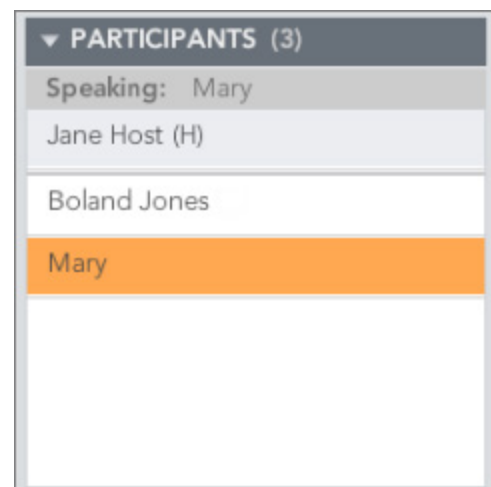 PARTICIPANTS (3)
Speaking: Mary
Jane Host (H)
Boland Jones
Mary